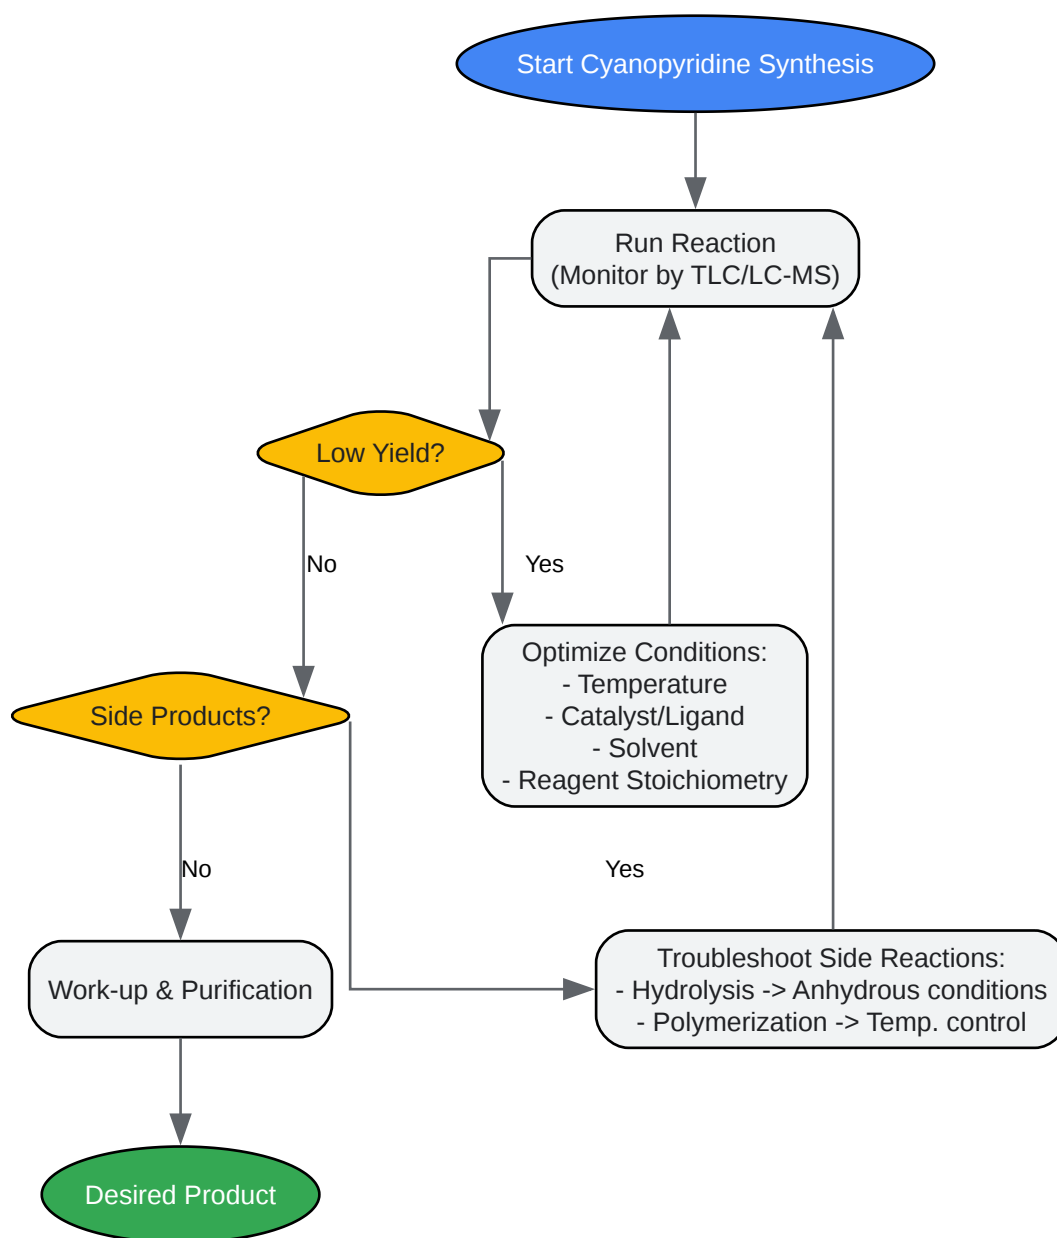 Start Cyanopyridine Synthesis
Run Reaction
(Monitor by TLC/LC-MS)
Low Yield?
No
Yes
Optimize Conditions:
- Temperature
- Catalyst/Ligand
- Solvent
- Reagent Stoichiometry
Side Products?
No
Yes
Work-up & Purification
Troubleshoot Side Reactions:
- Hydrolysis -> Anhydrous conditions
- Polymerization -> Temp. control
Desired Product